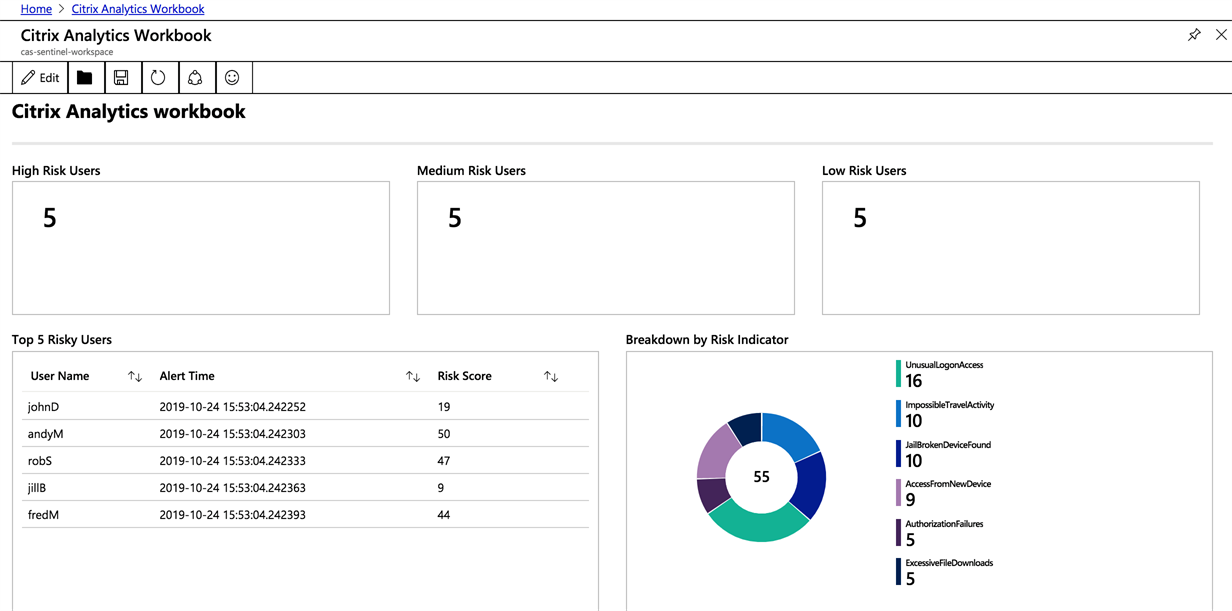 Home > Citrix Analytics Workbook
Citrix Analytics Workbook
cas-sentinel-workspace
Edit
Citrix Analytics workbook
High Risk Users
5
Medium Risk Users
5
Low Risk Users
5
Top 5 Risky Users
User Name ↑↓ Alert Time ↑↓ Risk Score ↑↓
johnD 2019-10-24 15:53:04.242252 19
andyM 2019-10-24 15:53:04.242303 50
robS 2019-10-24 15:53:04.242333 47
jillB 2019-10-24 15:53:04.242363 9
fredM 2019-10-24 15:53:04.242393 44
Breakdown by Risk Indicator
55
UnusualLogonAccess
16
ImpossibleTravelActivity
10
JailBrokenDeviceFound
10
AccessFromNewDevice
9
AuthorizationFailures
5
ExcessiveFileDownloads
5